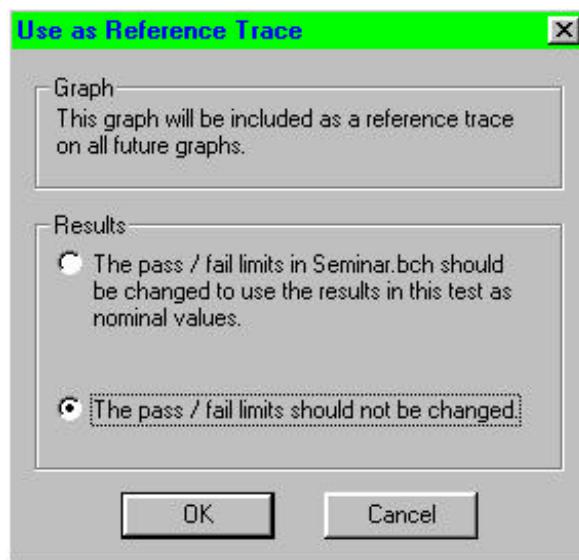 Use as Reference Trace
Graph
This graph will be included as a reference trace
on all future graphs.
Results
The pass / fail limits in Seminar.bch should
be changed to use the results in this test as
nominal values.
The pass / fail limits should not be changed.
OK
Cancel